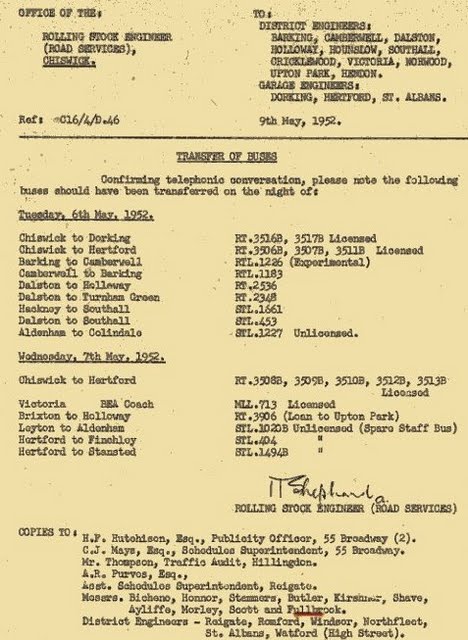 OFFICE OF THE: TO:
DISTRICT ENGINEERS:
ROLLING STOCK ENGINEER BARKING, CAMBERWELL, DALSTON,
(ROAD SERVICES), HOLLOWAY, HOUNSLOW, SOUTHALL,
CHISWICK. CRICKLEWOOD, VICTORIA, NORWOOD,
UPTON PARK, HENDON.
GARAGE ENGINEERS:
DORKING, HERTFORD, ST. ALBANS.
Ref: C16/4/D.46 9th May, 1952.
TRANSFER OF BUSES
Confirming telephonic conversation, please note the following
buses should have been transferred on the night of:
Tuesday, 6th May, 1952.
Chiswick to Dorking RT.3516B, 3517B Licensed
Chiswick to Hertford RT.3506B, 3507B, 3511B Licensed
Barking to Camberwell RTL.1226 (Experimental)
Camberwell to Barking RTL.1183
Dalston to Holloway RT.2536
Dalston to Turnham Green RT.2348
Hackney to Southall STL.1661
Dalston to Southall STL.453
Aldenham to Colindale STL.1227 Unlicensed.
Wednesday, 7th May, 1952.
Chiswick to Hertford RT.3508B, 3509B, 3510B, 3512B, 3513B
Licensed
Victoria BEA Coach MLL.713 Licensed
Brixton to Holloway RT.3906 (Loan to Upton Park)
Leyton to Aldenham STL.1020B Unlicensed (Spare Staff Bus)
Hertford to Finchley STL.404 "
Hertford to Stansted STL.1494B "
ROLLING STOCK ENGINEER (ROAD SERVICES)
COPIES TO:
H.F. Hutchison, Esq., Publicity Officer, 55 Broadway (2).
C.J. Mays, Esq., Schedules Superintendent, 55 Broadway.
Mr. Thompson, Traffic Audit, Hillingdon.
A.R. Purves, Esq.,
Asst. Schedules Superintendent, Reigate.
Messrs. Bicheno, Honnor, Stemmers, Butler, Kirshner, Shave,
Ayliffe, Morley, Scott and Fullbrook.
District Engineers - Reigate, Romford, Windsor, Northfleet,
St. Albans, Watford (High Street).